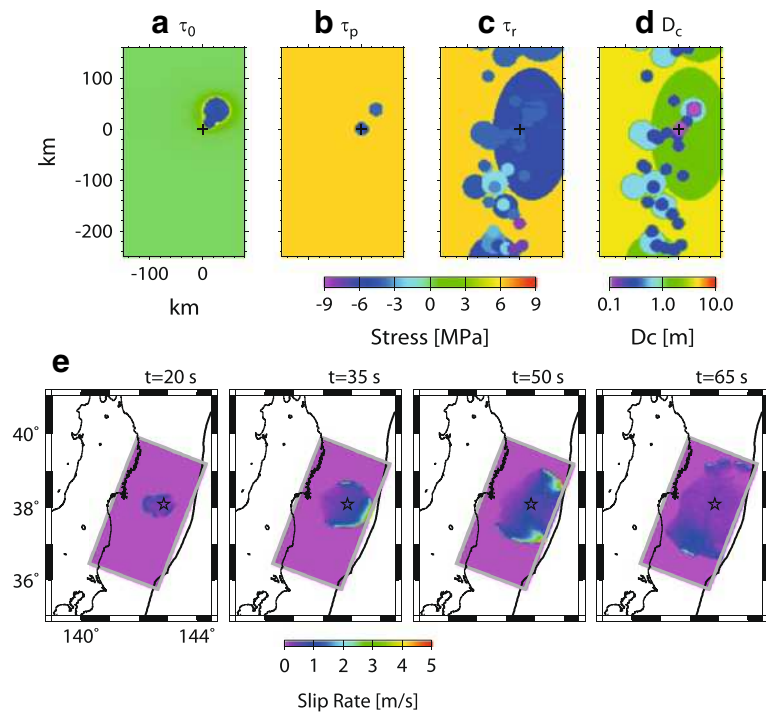 a τ0 b τp c τr d Dc
100
0
-100
-200
km
-100 0
km
-9 -6 -3 0 3 6 9
Stress [MPa]
0.1 1.0 10.0
Dc [m]
e
t=20 s t=35 s t=50 s t=65 s
40°
38°
36°
140° 144°
0 1 2 3 4 5
Slip Rate [m/s]